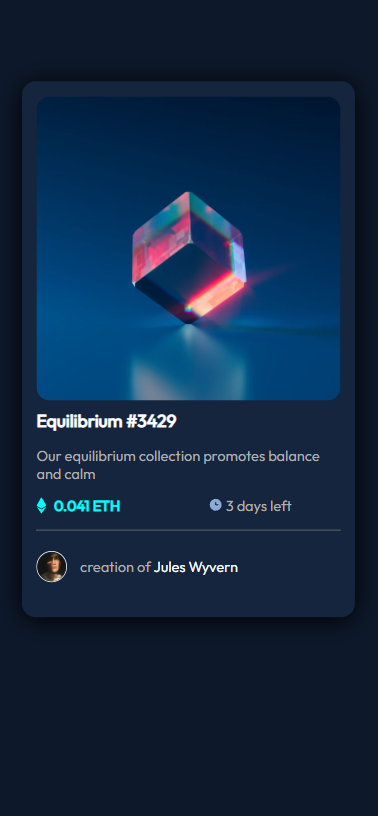 Equilibrium #3429
Our equilibrium collection promotes balance
and calm
0.041 ETH 3 days left
creation of Jules Wyvern